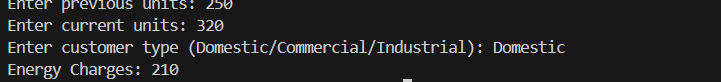 Enter previous units: 250
Enter current units: 320
Enter customer type (Domestic/Commercial/Industrial): Domestic
Energy Charges: 210